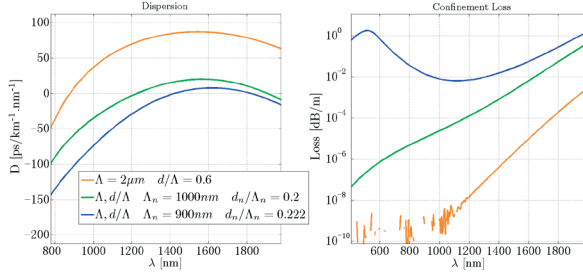 Dispersion
100
50
0
−50
−100
−150
−200
D [ps/km⁻¹.nm⁻¹]
800 1000 1200 1400 1600 1800
λ [nm]
Λ = 2μm d/Λ = 0.6
Λ, d/Λ Λₙ = 1000nm dₙ/Λₙ = 0.2
Λ, d/Λ Λₙ = 900nm dₙ/Λₙ = 0.222
Confinement Loss
10⁰
10⁻²
10⁻⁴
10⁻⁶
10⁻⁸
10⁻¹⁰
Loss [dB/m]
600 800 1000 1200 1400 1600 1800
λ [nm]